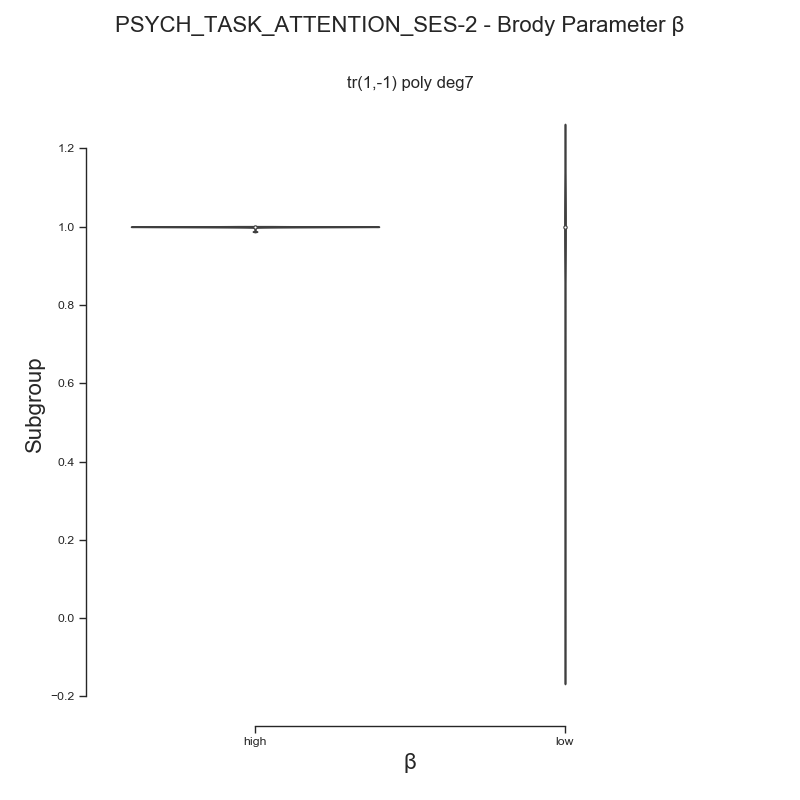 PSYCH_TASK_ATTENTION_SES-2 - Brody Parameter β
tr(1,-1) poly deg7
1.2
1.0
0.8
0.6
0.4
0.2
0.0
−0.2
Subgroup
high
low
β